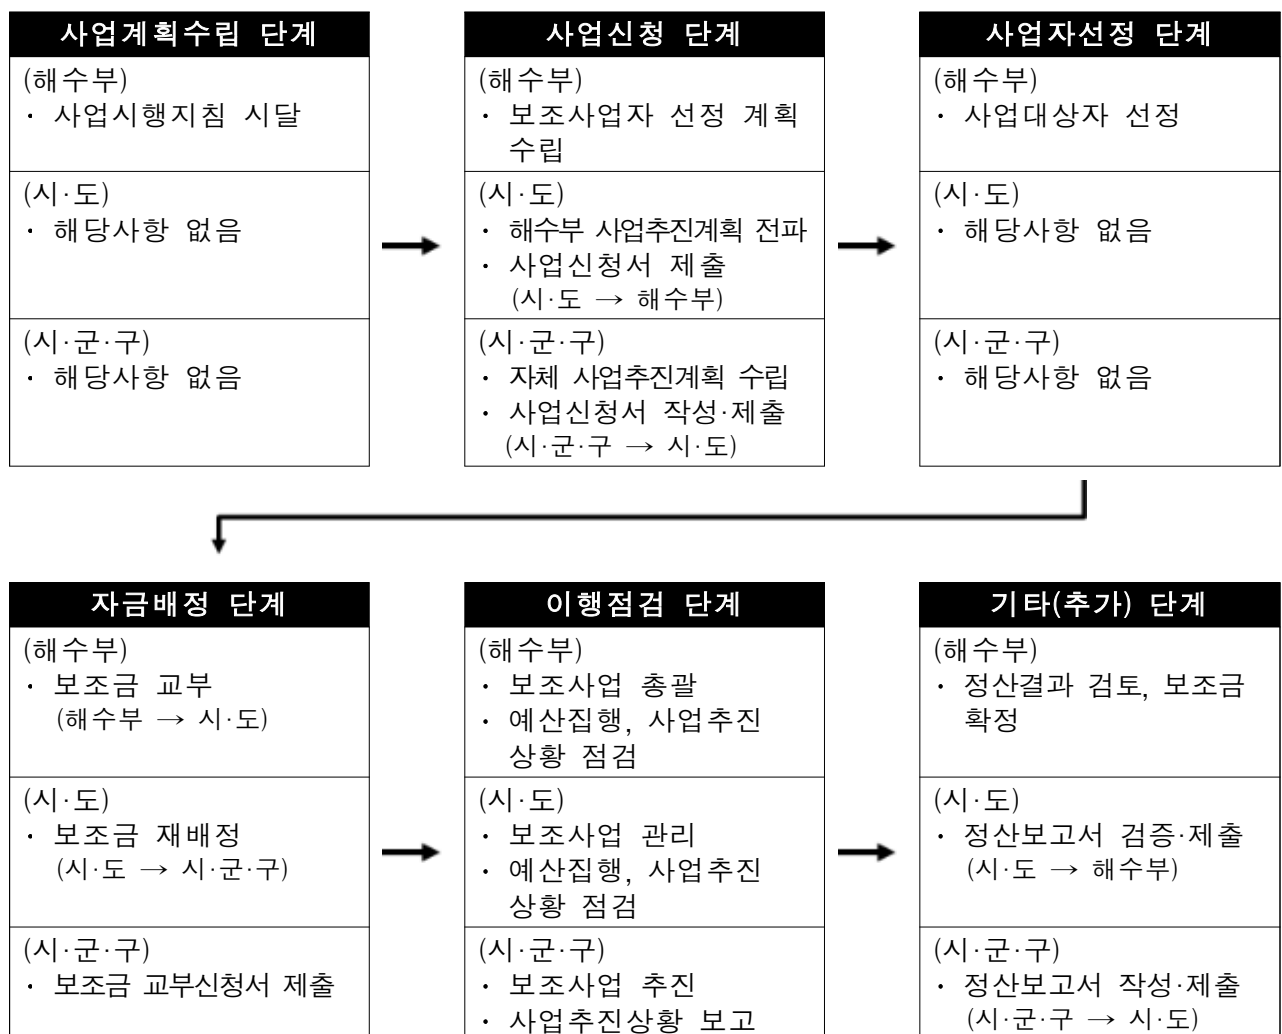 사업계획수립 단계
(해수부)
· 사업시행지침 시달
(시·도)
· 해당사항 없음
(시·군·구)
· 해당사항 없음
사업신청 단계
(해수부)
· 보조사업자 선정 계획
수립
(시·도)
· 해수부 사업추진계획 전파
· 사업신청서 제출
(시·도 → 해수부)
(시·군·구)
· 자체 사업추진계획 수립
· 사업신청서 작성·제출
(시·군·구 → 시·도)
사업자선정 단계
(해수부)
· 사업대상자 선정
(시·도)
· 해당사항 없음
(시·군·구)
· 해당사항 없음
자금배정 단계
(해수부)
· 보조금 교부
(해수부 → 시·도)
(시·도)
· 보조금 재배정
(시·도 → 시·군·구)
(시·군·구)
· 보조금 교부신청서 제출
이행점검 단계
(해수부)
· 보조사업 총괄
· 예산집행, 사업추진
상황 점검
(시·도)
· 보조사업 관리
· 예산집행, 사업추진
상황 점검
(시·군·구)
· 보조사업 추진
· 사업추진상황 보고
기타(추가) 단계
(해수부)
· 정산결과 검토, 보조금
확정
(시·도)
· 정산보고서 검증·제출
(시·도 → 해수부)
(시·군·구)
· 정산보고서 작성·제출
(시·군·구 → 시·도)